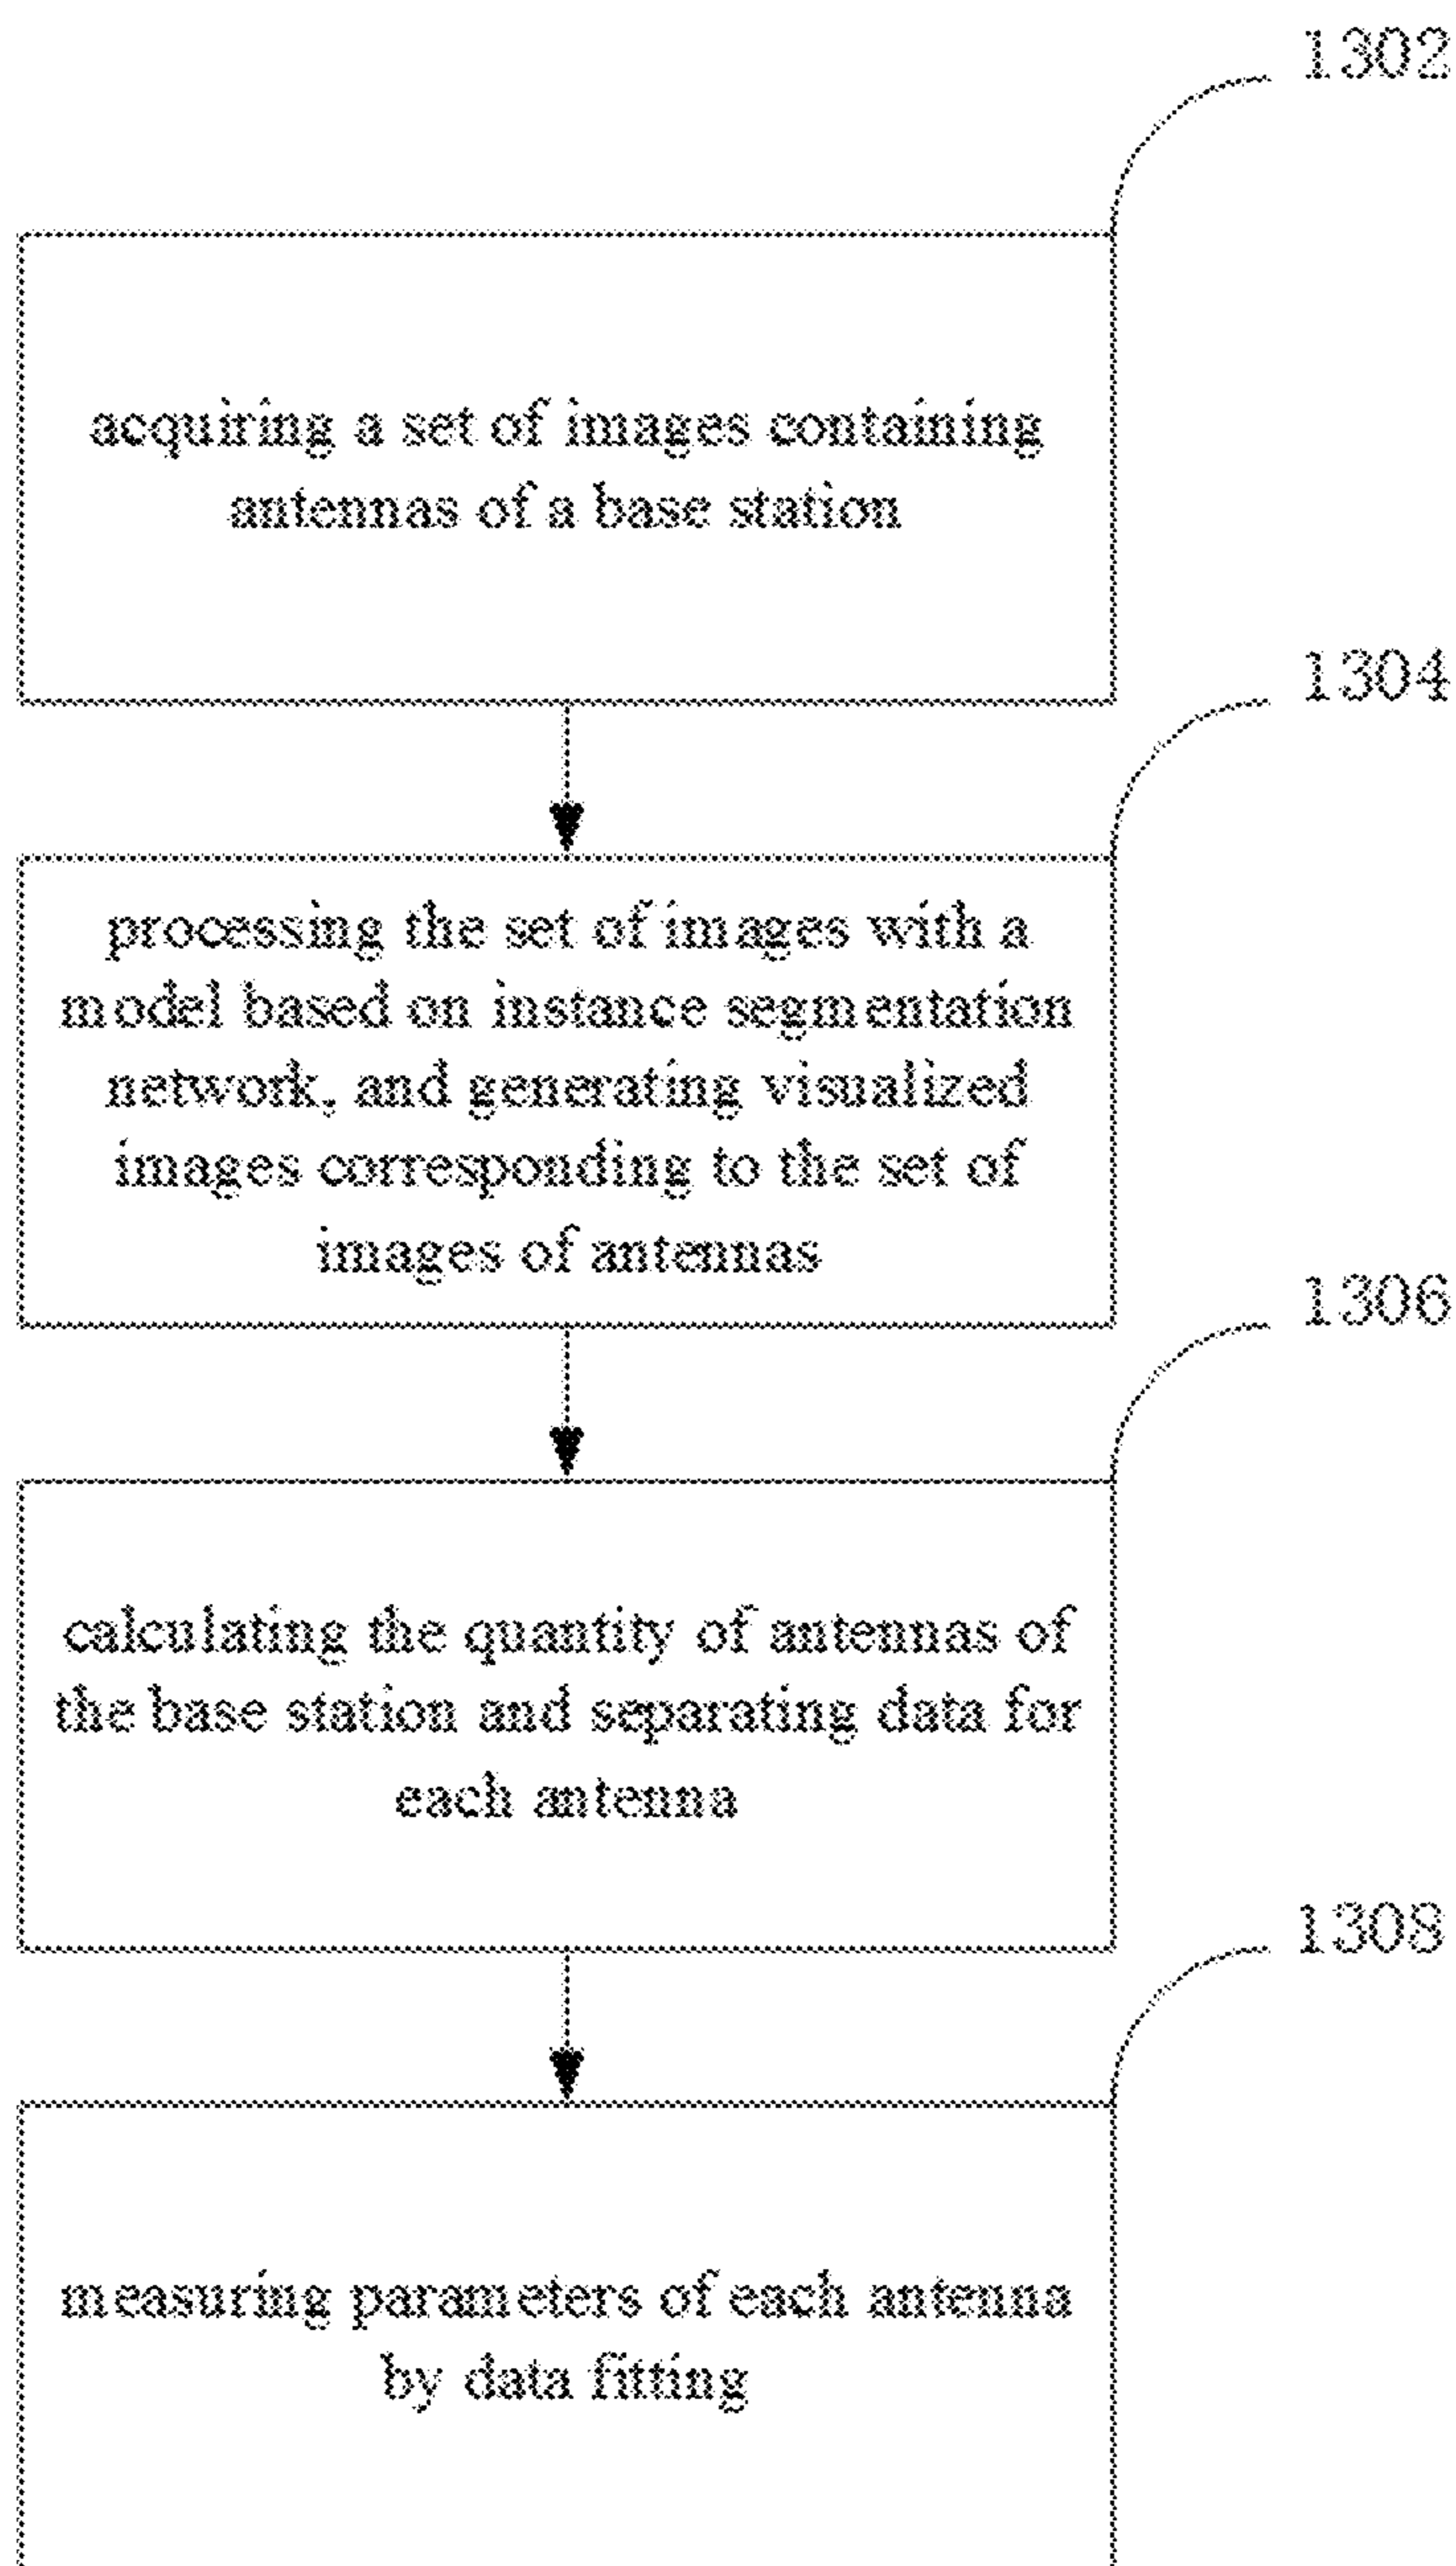 1302
acquiring a set of images containing
antennas of a base station
1304
processing the set of images with a
model based on instance segmentation
network, and generating visualized
images corresponding to the set of
images of antennas
1306
calculating the quantity of antennas of
the base station and separating data for
each antenna
1308
measuring parameters of each antenna
by data fitting